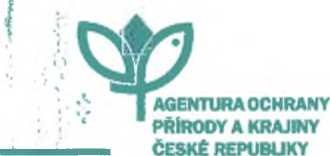 AGENTURA OCHRANY
PŘÍRODY A KRAJINY
ČESKÉ REPUBLIKY